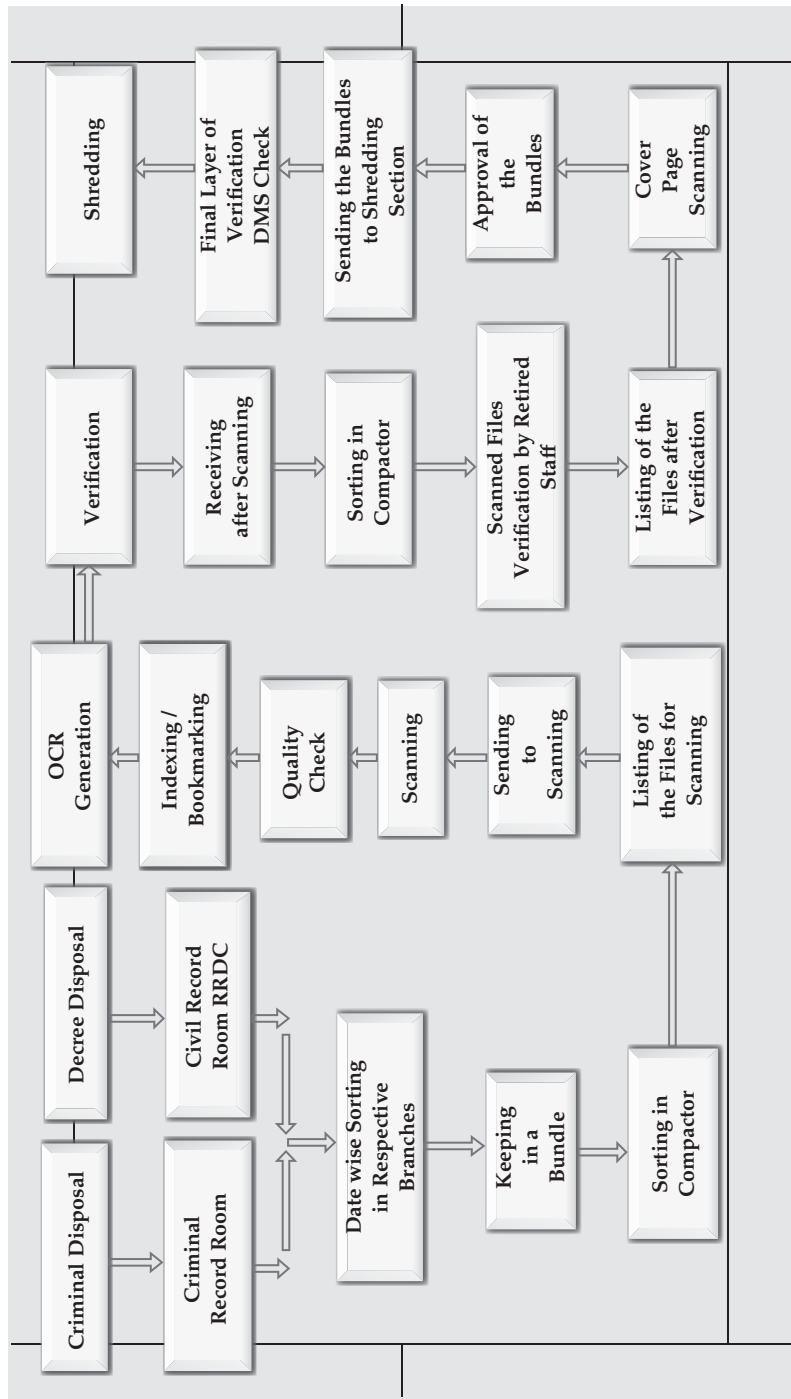 Criminal Disposal
Criminal
Record Room
Decree Disposal
Civil Record
Room RRDC
Date wise Sorting
in Respective
Branches
Keeping
in a
Bundle
Sorting in
Compactor
Listing of
the Files for
Scanning
Sending
to
Scanning
Scanning
Quality
Check
Indexing /
Bookmarking
OCR
Generation
Verification
Receiving
after Scanning
Sorting in
Compactor
Scanned Files
Verification by Retired
Staff
Listing of the
Files after
Verification
Cover
Page
Scanning
Approval of
the
Bundles
Sending the Bundles
to Shredding
Section
Final Layer of
Verification
DMS Check
Shredding